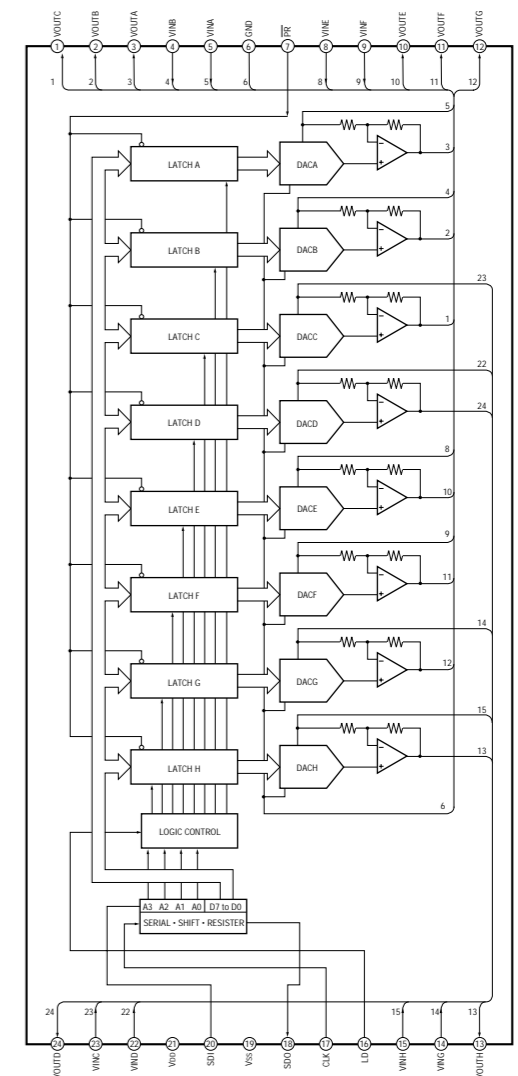 VOUTC VOUTB VOUTA VINB VINA GND PR VINE VINF VOUTE VOUTF VOUTG
1 2 3 4 5 6 7 8 9 10 11 12
1 2 3 4 5 6 8 9 10 11 12
5
LATCH A DACA − + 3
4
LATCH B DACB − + 2
23
LATCH C DACC − + 1
22
LATCH D DACD − + 24
8
LATCH E DACE − + 10
9
LATCH F DACF − + 11
14
LATCH G DACG − + 12
15
LATCH H DACH − + 13
6
LOGIC CONTROL
A3 A2 A1 A0 D7 to D0
SERIAL • SHIFT • RESISTER
24 23 22 15 14 13
24 23 22 21 20 19 18 17 16 15 14 13
VOUTD VINC VIND VDD SDI VSS SDO CLK LD VINH VING VOUTH